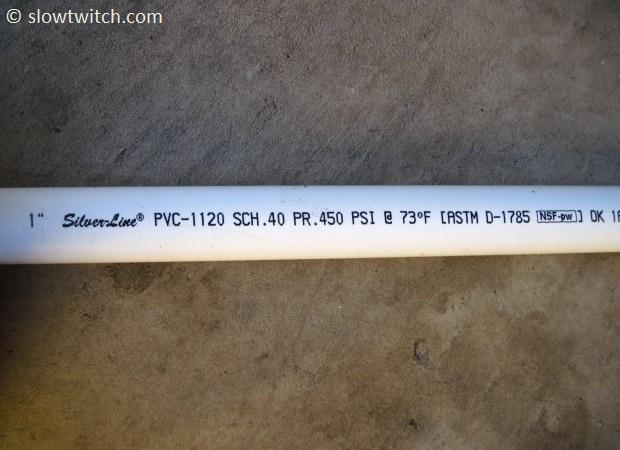 © slowtwitch.com
1" Silver-Line® PVC-1120 SCH.40 PR.450 PSI @ 73°F [ASTM D-1785 NSF-pw] OK